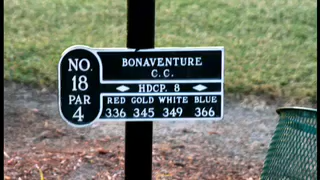 NO.
18
PAR
4
BONAVENTURE
C.C.
HDCP. 8
RED GOLD WHITE BLUE
336 345 349 366